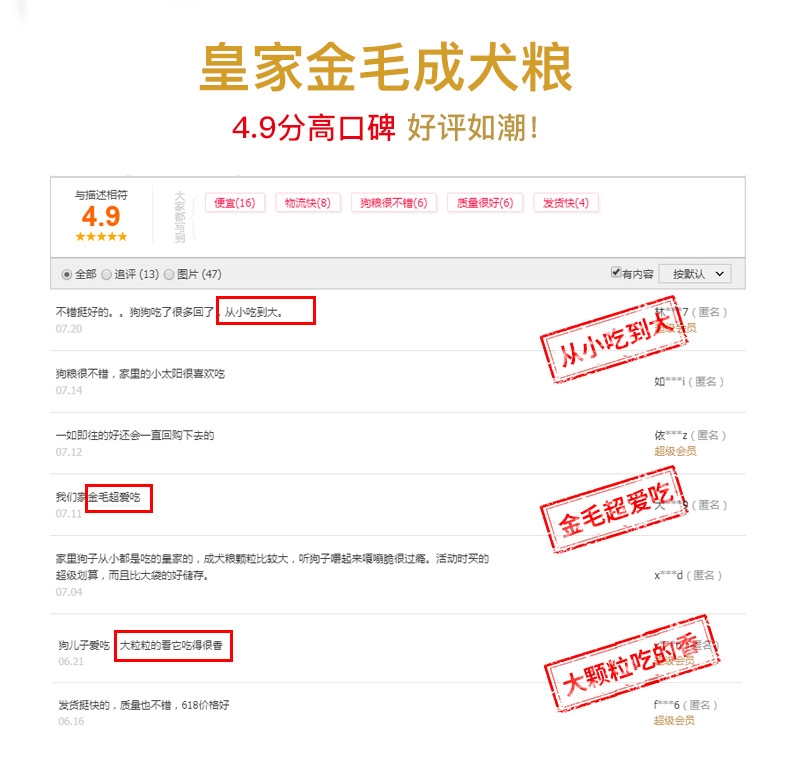 皇家金毛成犬粮
4.9分高口碑 好评如潮！
与描述相符
4.9
大家都写到
便宜(16) 物流快(8) 狗粮很不错(6) 质量很好(6) 发货快(4)
全部 追评 (13) 图片 (47) 有内容 按默认
不错挺好的。。狗狗吃了很多回了，从小吃到大。
07.20
林***7 ( 匿名 )
超级会员
从小吃到大
狗粮很不错，家里的小太阳很喜欢吃
07.14
如***i ( 匿名 )
一如即往的好还会一直回购下去的
07.12
依***z ( 匿名 )
超级会员
我们家金毛超爱吃
07.11
( 匿名 )
金毛超爱吃
家里狗子从小都是吃的皇家的，成犬粮颗粒比较大，听狗子嚼起来嘎嘣脆很过瘾。活动时买的
超级划算，而且比大袋的好储存。
07.04
x***d ( 匿名 )
狗儿子爱吃 大粒粒的看它吃得很香
06.21
超级会员
大颗粒吃的香
发货挺快的，质量也不错，618价格好
06.16
f***6 ( 匿名 )
超级会员